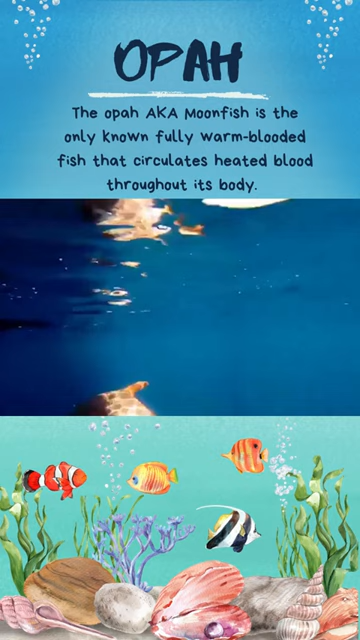 OPAH
The opah AKA Moonfish is the
only known fully warm-blooded
fish that circulates heated blood
throughout its body.